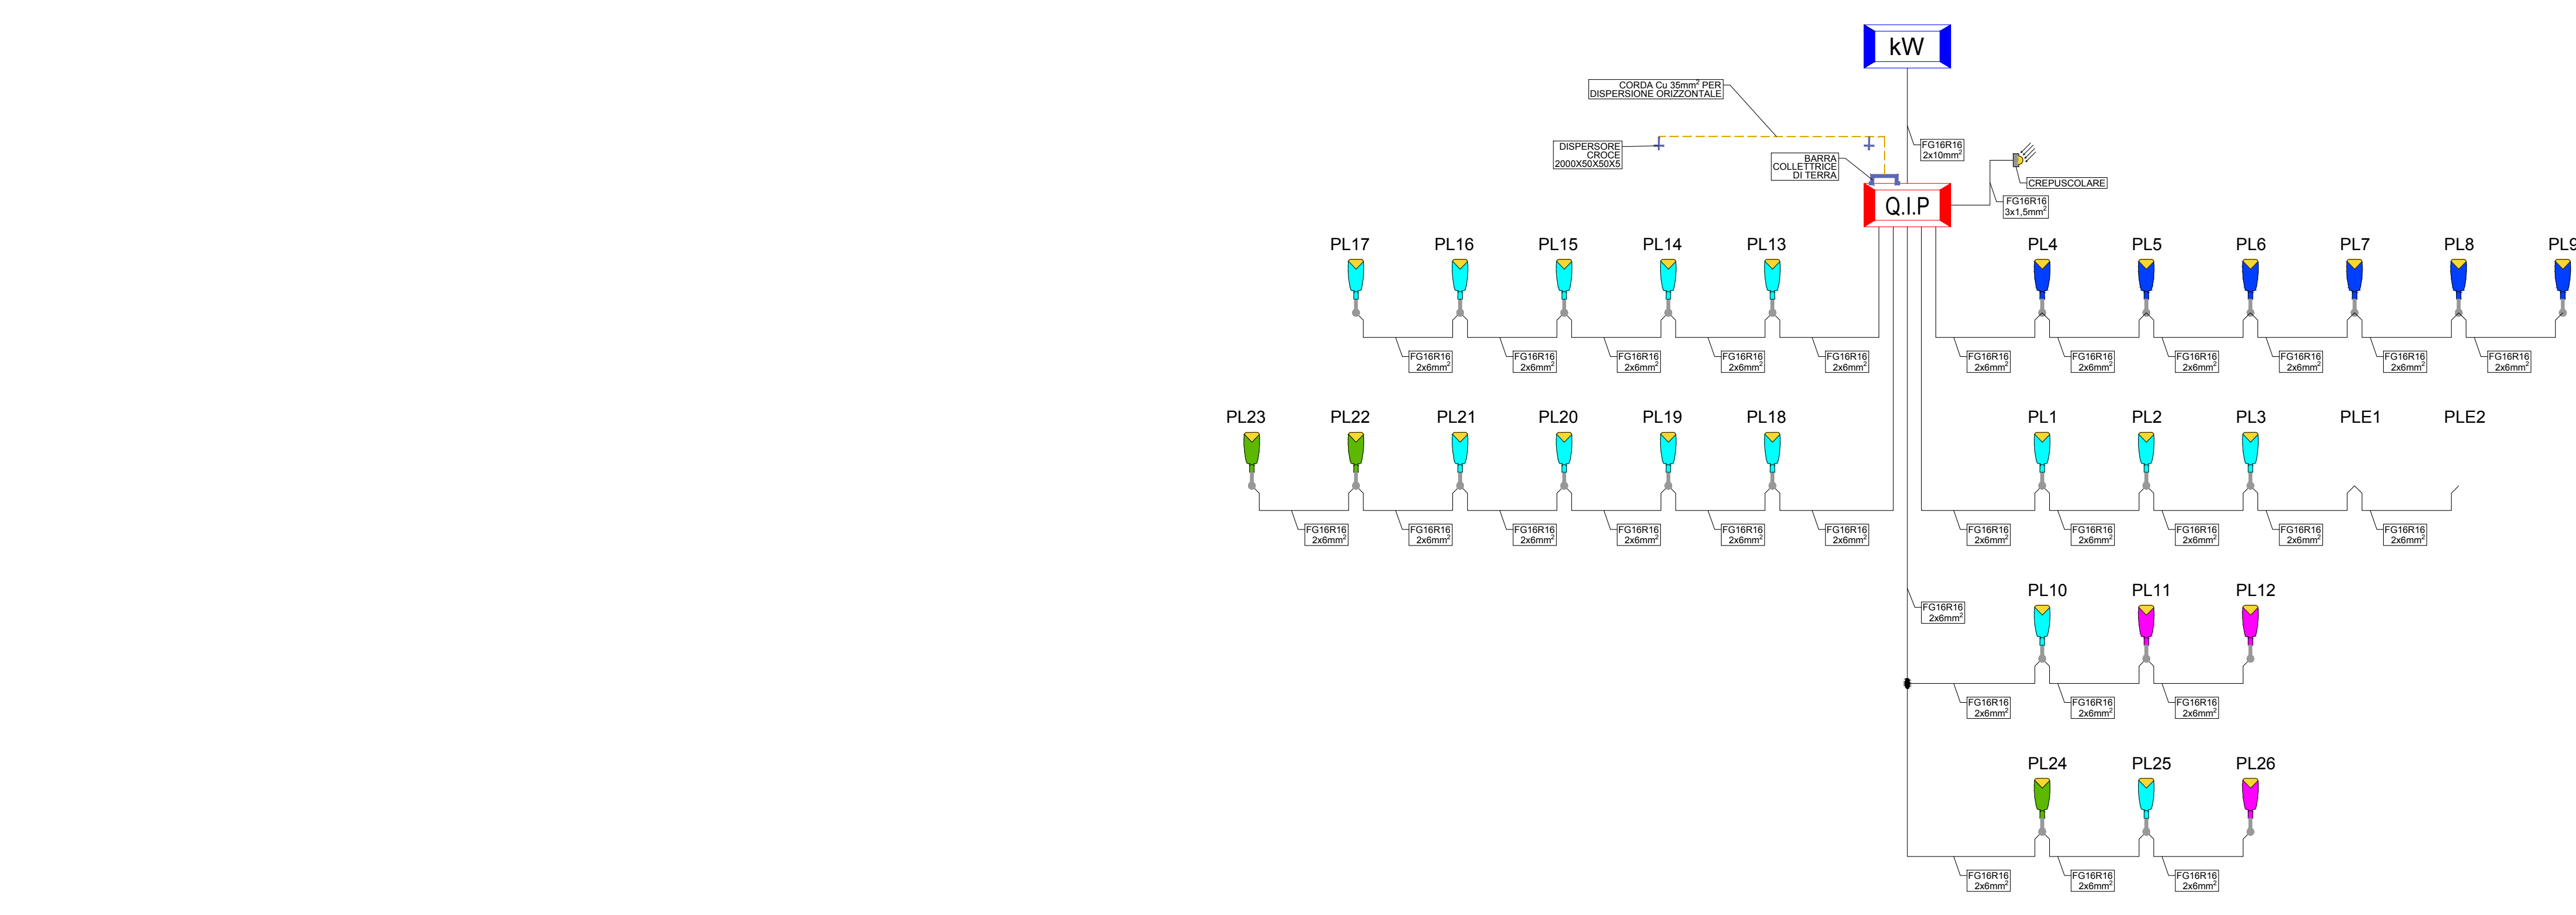 kW
CORDA Cu 35mm² PER
DISPERSIONE ORIZZONTALE
DISPERSORE
CROCE
2000X50X50X5
BARRA
COLLETTRICE
DI TERRA
FG16R16
2x10mm²
CREPUSCOLARE
FG16R16
3x1,5mm²
Q.I.P
PL17 PL16 PL15 PL14 PL13 PL4 PL5 PL6 PL7 PL8 PL9
FG16R16 FG16R16 FG16R16 FG16R16 FG16R16 FG16R16 FG16R16 FG16R16 FG16R16 FG16R16 FG16R16
2x6mm² 2x6mm² 2x6mm² 2x6mm² 2x6mm² 2x6mm² 2x6mm² 2x6mm² 2x6mm² 2x6mm² 2x6mm²
PL23 PL22 PL21 PL20 PL19 PL18 PL1 PL2 PL3 PLE1 PLE2
FG16R16 FG16R16 FG16R16 FG16R16 FG16R16 FG16R16 FG16R16 FG16R16 FG16R16 FG16R16 FG16R16
2x6mm² 2x6mm² 2x6mm² 2x6mm² 2x6mm² 2x6mm² 2x6mm² 2x6mm² 2x6mm² 2x6mm² 2x6mm²
PL10 PL11 PL12
FG16R16
2x6mm²
FG16R16 FG16R16 FG16R16
2x6mm² 2x6mm² 2x6mm²
PL24 PL25 PL26
FG16R16 FG16R16 FG16R16
2x6mm² 2x6mm² 2x6mm²